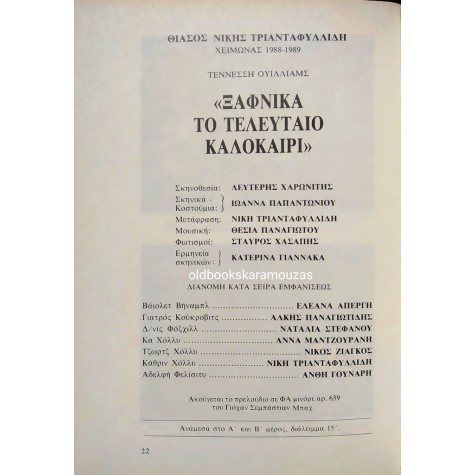 ΘΙΑΣΟΣ ΝΙΚΗΣ ΤΡΙΑΝΤΑΦΥΛΛΙΔΗ
ΧΕΙΜΩΝΑΣ 1988-1989
ΤΕΝΝΕΣΣΗ ΟΥΙΛΛΙΑΜΣ
«ΞΑΦΝΙΚΑ
ΤΟ ΤΕΛΕΥΤΑΙΟ
ΚΑΛΟΚΑΙΡΙ»
Σκηνοθεσία: ΛΕΥΤΕΡΗΣ ΧΑΡΩΝΙΤΗΣ
Σκηνικά - Κοστούμια: } ΙΩΑΝΝΑ ΠΑΠΑΝΤΩΝΙΟΥ
Μετάφραση: ΝΙΚΗ ΤΡΙΑΝΤΑΦΥΛΛΙΔΗ
Μουσική: ΘΕΣΙΑ ΠΑΝΑΓΙΩΤΟΥ
Φωτισμοί: ΣΤΑΥΡΟΣ ΧΑΣΑΠΗΣ
Ερμηνεία σκηνικών: } ΚΑΤΕΡΙΝΑ ΓΙΑΝΝΑΚΑ
oldbookskaramouzas
ΔΙΑΝΟΜΗ ΚΑΤΑ ΣΕΙΡΑ ΕΜΦΑΝΙΣΕΩΣ
Βάιολετ Βήναμπλ ........ ΕΛΕΑΝΑ ΑΠΕΡΓΗ
Γιατρός Κούκροβιτς ........ ΑΛΚΗΣ ΠΑΝΑΓΙΩΤΙΔΗΣ
Δ/νίς Φόξχιλλ ........ ΝΑΤΑΛΙΑ ΣΤΕΦΑΝΟΥ
Κα Χόλλυ ........ ΑΝΝΑ ΜΑΝΤΖΟΥΡΑΝΗ
Τζωρτζ Χόλλυ ........ ΝΙΚΟΣ ΖΙΑΓΚΟΣ
Κάθριν Χόλλυ ........ ΝΙΚΗ ΤΡΙΑΝΤΑΦΥΛΛΙΔΗ
Αδελφή Φελίσιτυ ........ ΑΝΘΗ ΓΟΥΝΑΡΗ
Ακούγεται το πρελούδιο σε ΦΑ μινόρε αρ. 639
του Γιόχαν Σεμπάστιαν Μπαχ.
Ανάμεσα στο Α΄ και Β΄ μέρος, διάλειμμα 15΄.
22